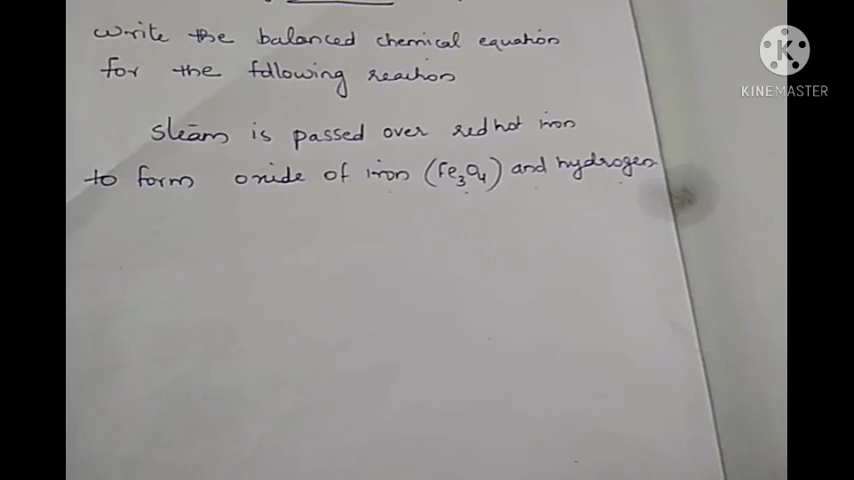 write the balanced chemical equation
for the following reaction
steam is passed over red hot iron
to form oxide of iron (Fe3O4) and hydrogen
K
KINEMASTER